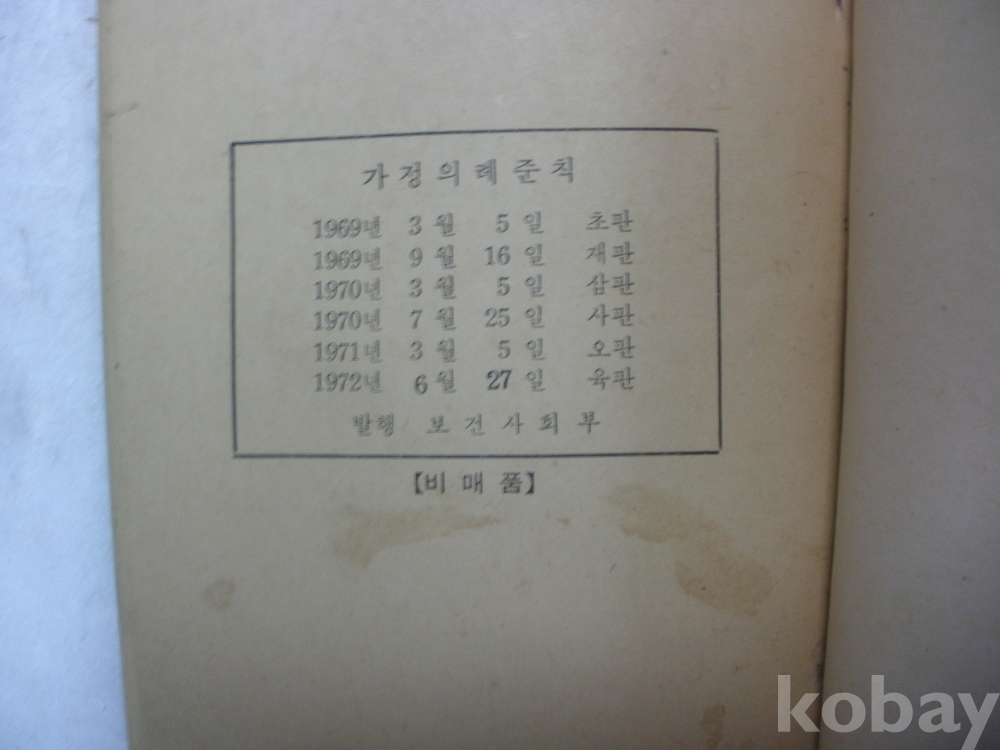 가정의례준칙
1969년 3월 5일 초판
1969년 9월 16일 재판
1970년 3월 5일 삼판
1970년 7월 25일 사판
1971년 3월 5일 오판
1972년 6월 27일 육판
발행/보건사회부
【비매품】
kobay